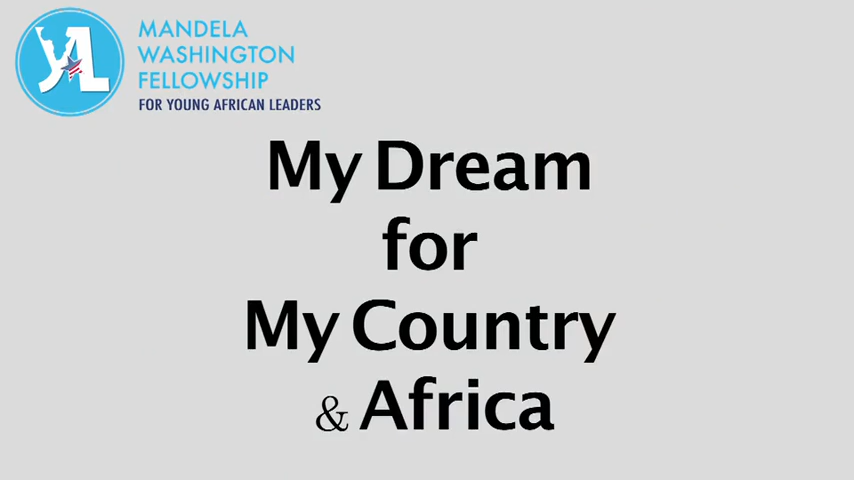 MANDELA
WASHINGTON
FELLOWSHIP
FOR YOUNG AFRICAN LEADERS
My Dream
for
My Country
& Africa